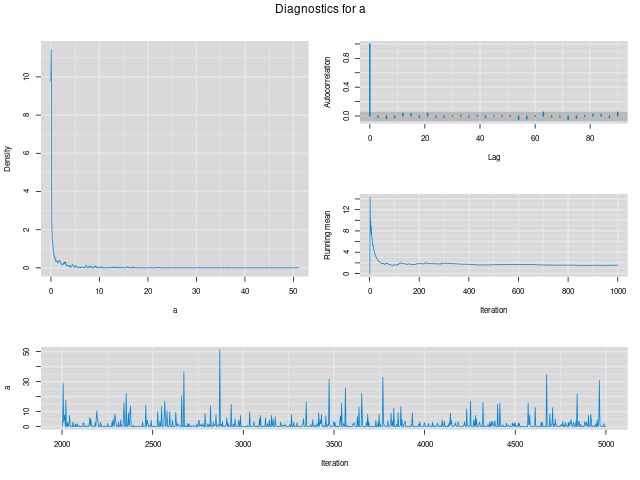 Diagnostics for a
Density
0 2 4 6 8 10
0 10 20 30 40 50
a
Autocorrelation
0.0 0.4 0.8
0 20 40 60 80
Lag
Running mean
0 4 8 12
0 200 400 600 800 1000
Iteration
a
0 10 30 50
2000 2500 3000 3500 4000 4500 5000
Iteration